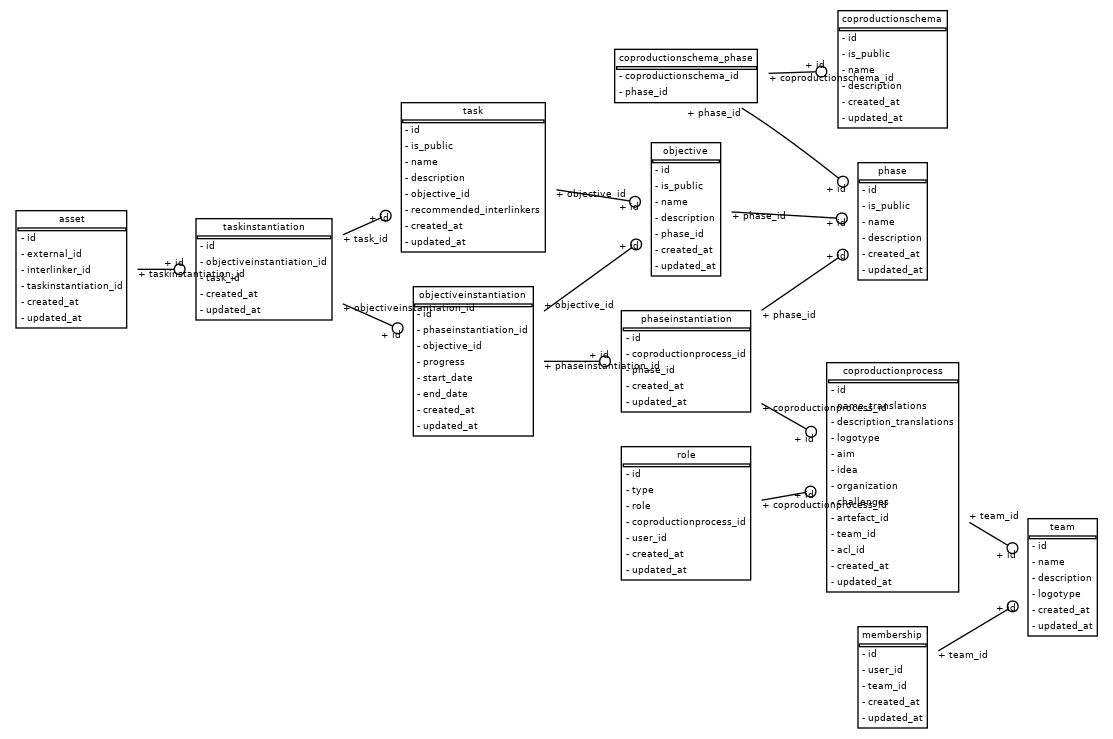 coproductionschema
- id
- is_public
- name
- description
- created_at
- updated_at
coproductionschema_phase
- coproductionschema_id
- phase_id
+ id
+ coproductionschema_id
+ phase_id
+ id
task
- id
- is_public
- name
- description
- objective_id
- recommended_interlinkers
- created_at
- updated_at
objective
- id
- is_public
- name
- description
- phase_id
- created_at
- updated_at
phase
- id
- is_public
- name
- description
- created_at
- updated_at
+ objective_id
+ id
+ phase_id
+ id
asset
- id
- external_id
- interlinker_id
- taskinstantiation_id
- created_at
- updated_at
+ id
+ taskinstantiation_id
taskinstantiation
- id
- objectiveinstantiation_id
- task_id
- created_at
- updated_at
+ id
+ task_id
+ objectiveinstantiation_id
+ id
objectiveinstantiation
- id
- phaseinstantiation_id
- objective_id
- progress
- start_date
- end_date
- created_at
- updated_at
+ id
+ objective_id
+ id
+ phaseinstantiation_id
phaseinstantiation
- id
- coproductionprocess_id
- phase_id
- created_at
- updated_at
+ id
+ phase_id
+ coproductionprocess_id
+ id
coproductionprocess
- id
- name_translations
- description_translations
- logotype
- aim
- idea
- organization
- challenges
- artefact_id
- team_id
- acl_id
- created_at
- updated_at
role
- id
- type
- role
- coproductionprocess_id
- user_id
- created_at
- updated_at
+ id
+ coproductionprocess_id
+ team_id
+ id
team
- id
- name
- description
- logotype
- created_at
- updated_at
+ id
+ team_id
membership
- id
- user_id
- team_id
- created_at
- updated_at